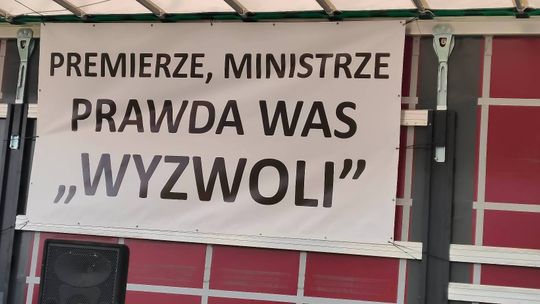 PREMIERZE, MINISTRZE
PRAWDA WAS
„WYZWOLI”